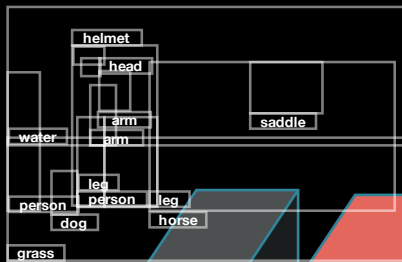 helmet
head
arm
saddle
water
arm
leg
person
person
leg
dog
horse
grass